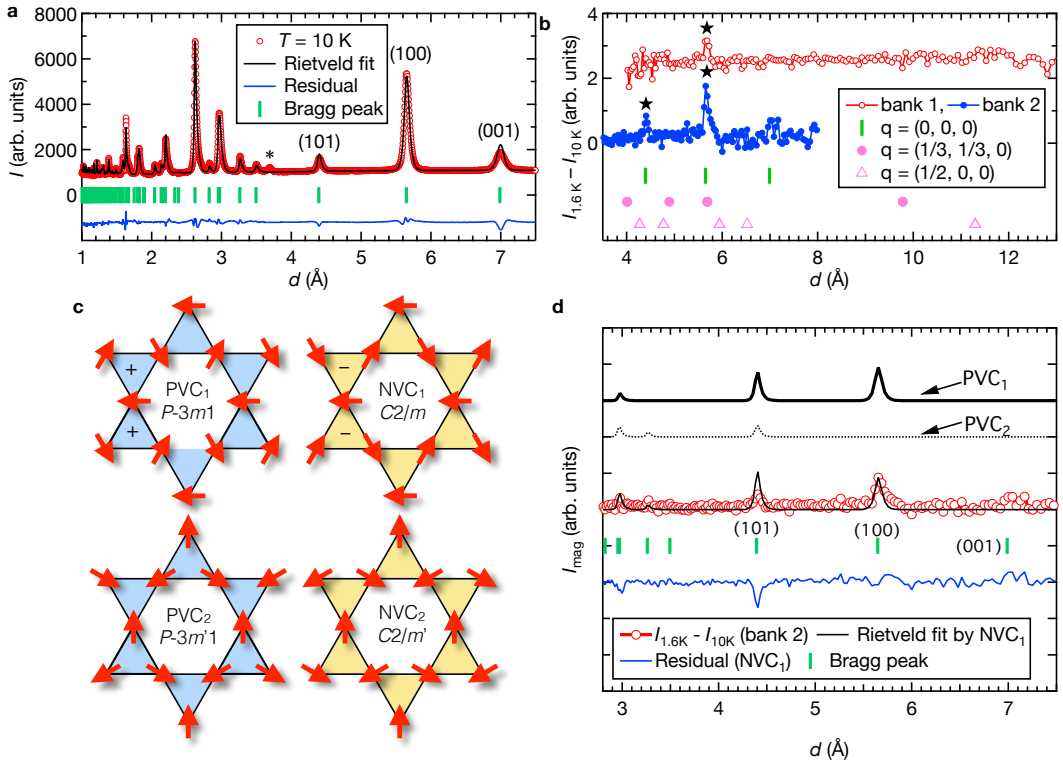 a
8000
6000
4000
2000
0
I (arb. units)
T = 10 K
Rietveld fit
Residual
Bragg peak
(100)
(101)
(001)
*
1
2
3
4
5
6
7
d (Å)
b
4
2
0
I1.6K − I10K (arb. units)
★
★
★
bank 1, bank 2
q = (0, 0, 0)
q = (1/3, 1/3, 0)
q = (1/2, 0, 0)
4
6
8
10
12
d (Å)
c
+
+
PVC1
P-3m1
−
−
NVC1
C2/m
PVC2
P-3m'1
NVC2
C2/m'
d
Imag (arb. units)
PVC1
PVC2
(101)
(100)
(001)
I1.6K - I10K (bank 2)
Rietveld fit by NVC1
Residual (NVC1)
Bragg peak
3
4
5
6
7
d (Å)